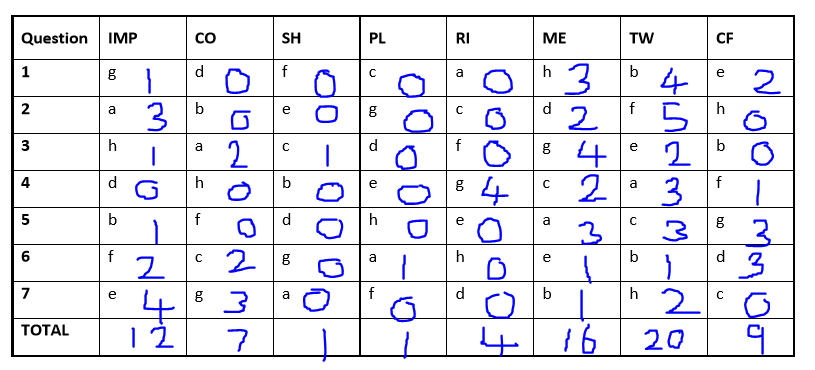 Question IMP CO SH PL RI ME TW CF
1 g 1 d 0 f 0 c 0 a 0 h 3 b 4 e 2
2 a 3 b 0 e 0 g 0 c 0 d 2 f 5 h 0
3 h 1 a 2 c 1 d 0 f 0 g 4 e 2 b 0
4 d 0 h 0 b 0 e 0 g 4 c 2 a 3 f 1
5 b 1 f 0 d 0 h 0 e 0 a 3 c 3 g 3
6 f 2 c 2 g 0 a 1 h 0 e 1 b 1 d 3
7 e 4 g 3 a 0 f 0 d 0 b 1 h 2 c 0
TOTAL 12 7 1 1 4 16 20 9